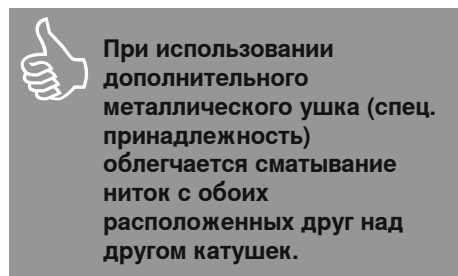 При использовании
дополнительного
металлического ушка (спец.
принадлежность)
облегчается сматывание
ниток с обоих
расположенных друг над
другом катушек.